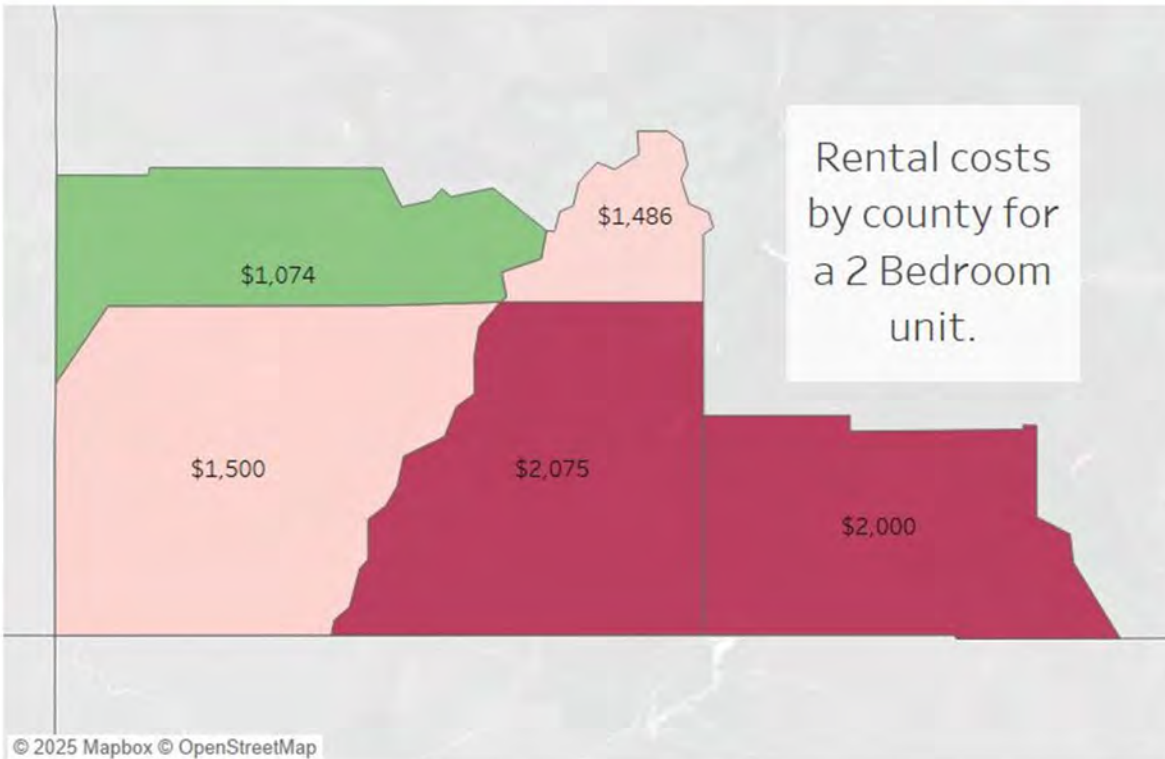 Rental costs
by county for
a 2 Bedroom
unit.
$1,486
$1,074
$1,500
$2,075
$2,000
© 2025 Mapbox © OpenStreetMap